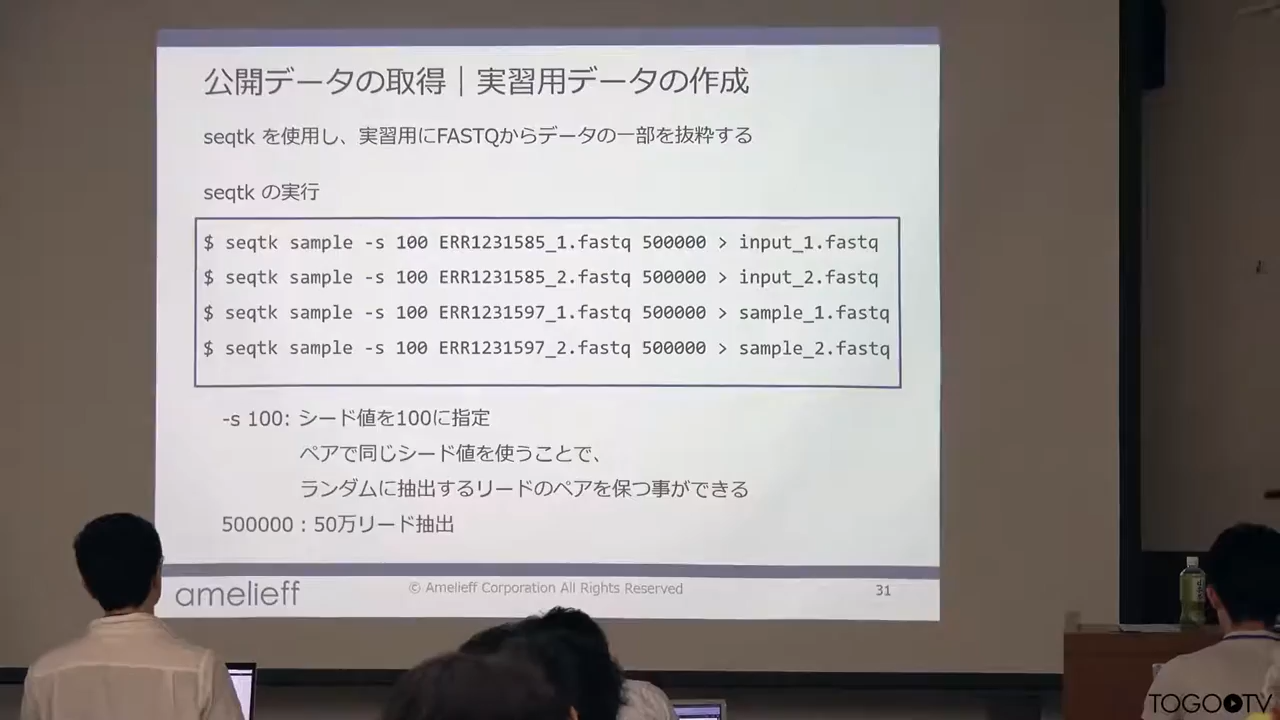 公開データの取得｜実習用データの作成
seqtk を使用し、実習用にFASTQからデータの一部を抜粋する
seqtk の実行
$ seqtk sample -s 100 ERR1231585_1.fastq 500000 > input_1.fastq
$ seqtk sample -s 100 ERR1231585_2.fastq 500000 > input_2.fastq
$ seqtk sample -s 100 ERR1231597_1.fastq 500000 > sample_1.fastq
$ seqtk sample -s 100 ERR1231597_2.fastq 500000 > sample_2.fastq
-s 100: シード値を100に指定
ペアで同じシード値を使うことで、
ランダムに抽出するリードのペアを保つ事ができる
500000：50万リード抽出
amelieff
© Amelieff Corporation All Rights Reserved
31
TOGO TV